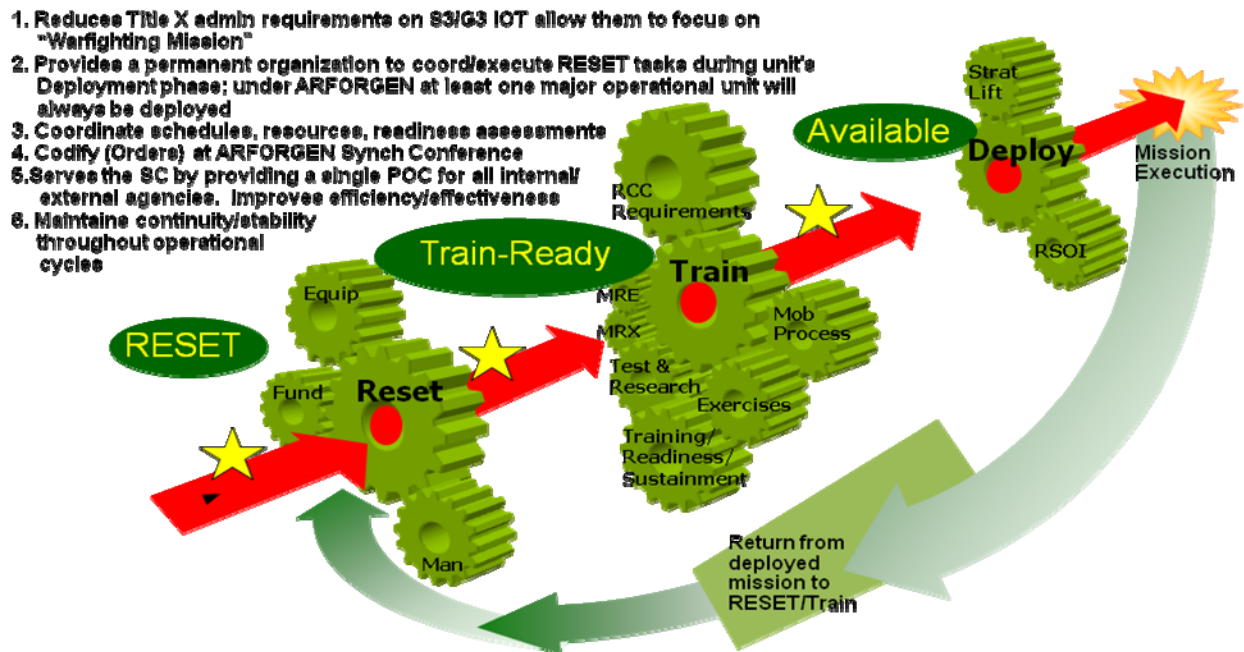 1. Reduces Title X admin requirements on S3/G3 IOT allow them to focus on
"Warfighting Mission"
2. Provides a permanent organization to coord/execute RESET tasks during unit's
Deployment phase; under ARFORGEN at least one major operational unit will
always be deployed
3. Coordinate schedules, resources, readiness assessments
4. Codify (Orders) at ARFORGEN Synch Conference
5.Serves the SC by providing a single POC for all internal/
external agencies. Improves efficiency/effectiveness
6. Maintains continuity/stability
throughout operational
cycles
RESET
Equip
Fund
Reset
Man
Train-Ready
RCC
Requirements
Train
MRE
MRX
Test &
Research
Mob
Process
Exercises
Training/
Readiness/
Sustainment
Available
Strat
Lift
Deploy
RSOI
Mission
Execution
Return from
deployed
mission to
RESET/Train